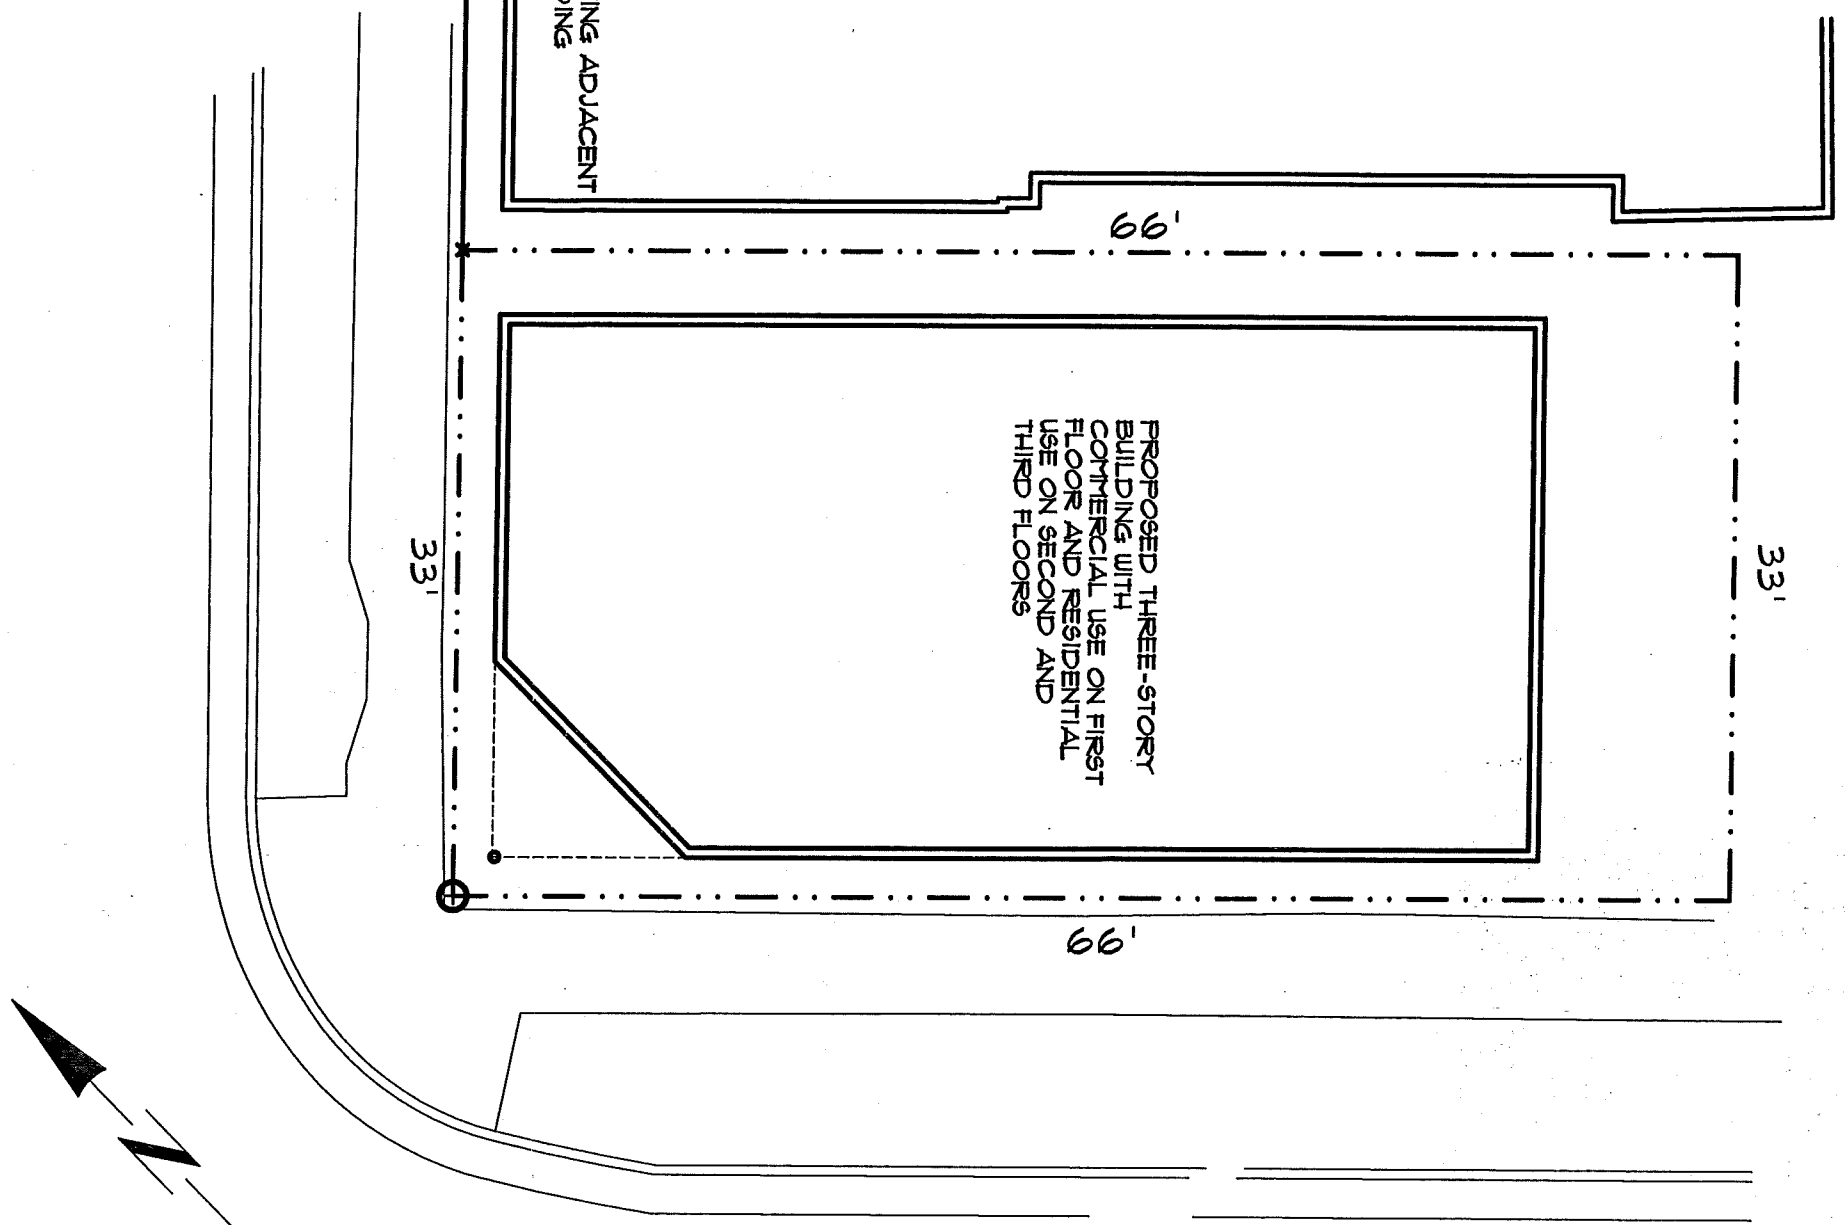 ING ADJACENT
DING
66'
PROPOSED THREE-STORY
BUILDING WITH
COMMERCIAL USE ON FIRST
FLOOR AND RESIDENTIAL
USE ON SECOND AND
THIRD FLOORS
33'
33'
66'
N